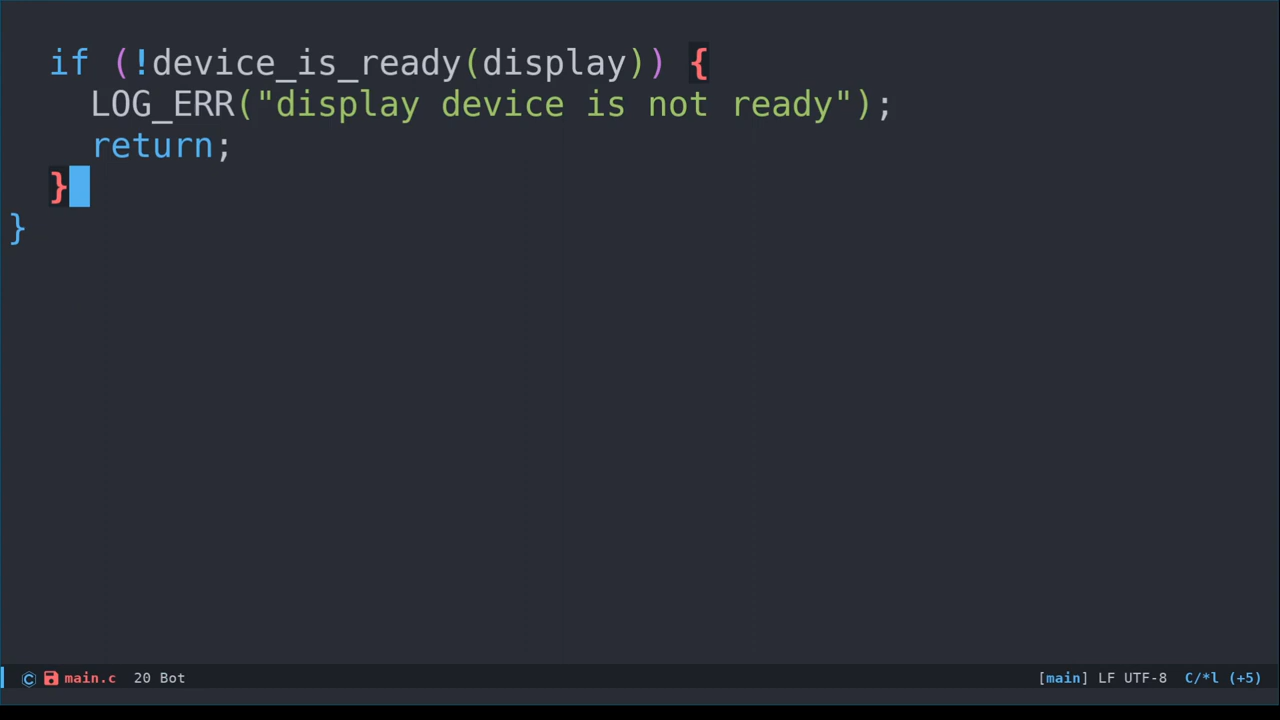 if (!device_is_ready(display)) {
LOG_ERR("display device is not ready");
return;
}
}
main.c 20 Bot [main] LF UTF-8 C/*l (+5)